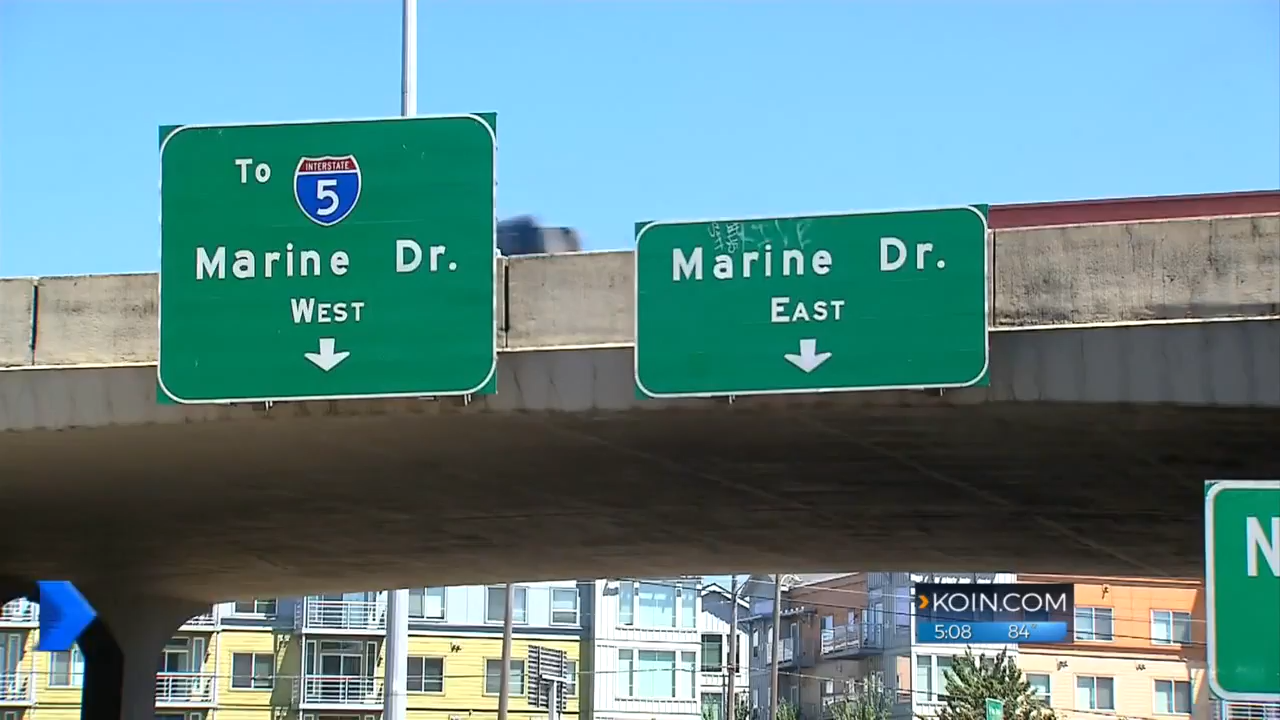 To INTERSTATE 5
Marine Dr.
WEST
Marine Dr.
EAST
N
KOIN.COM
5:08 84°